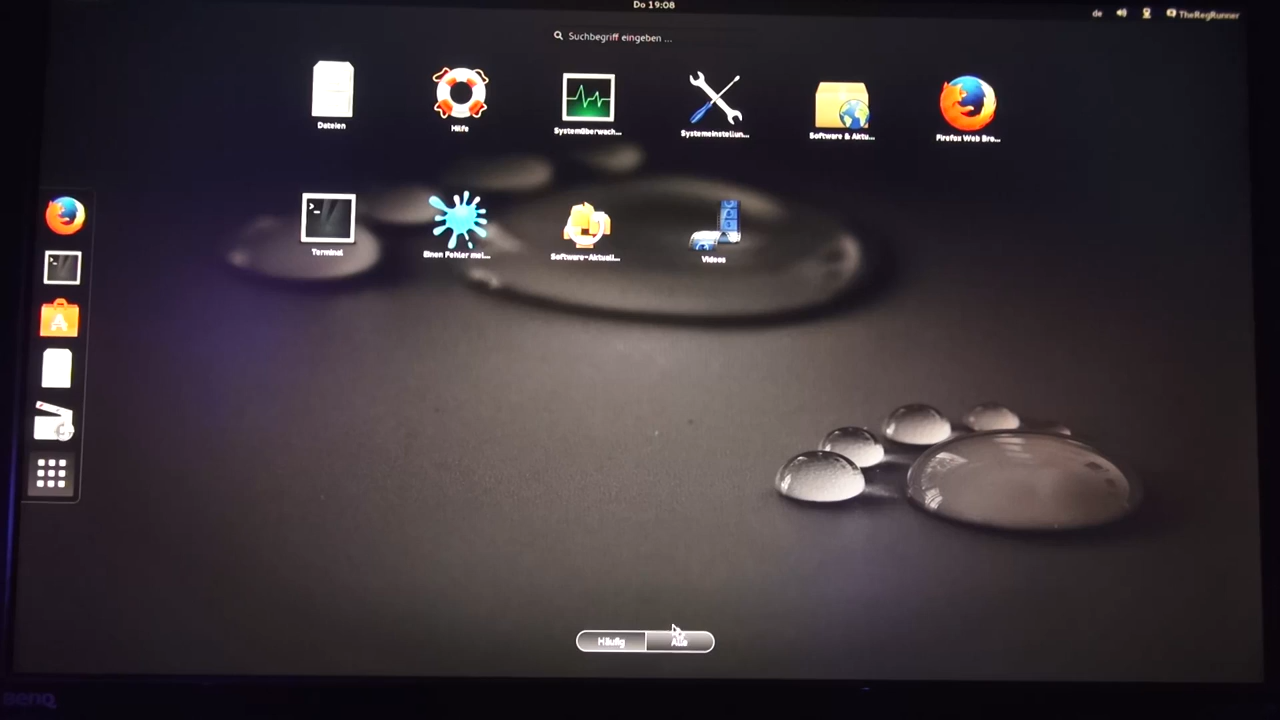 Do 19:08
de
TheRegRunner
Suchbegriff eingeben ...
Dateien
Hilfe
Systemüberwach...
Systemeinstellun...
Software & Aktu...
Firefox Web Bro...
Terminal
Einen Fehler mel...
Software-Aktuali...
Videos
Häufig
Alle
BenQ